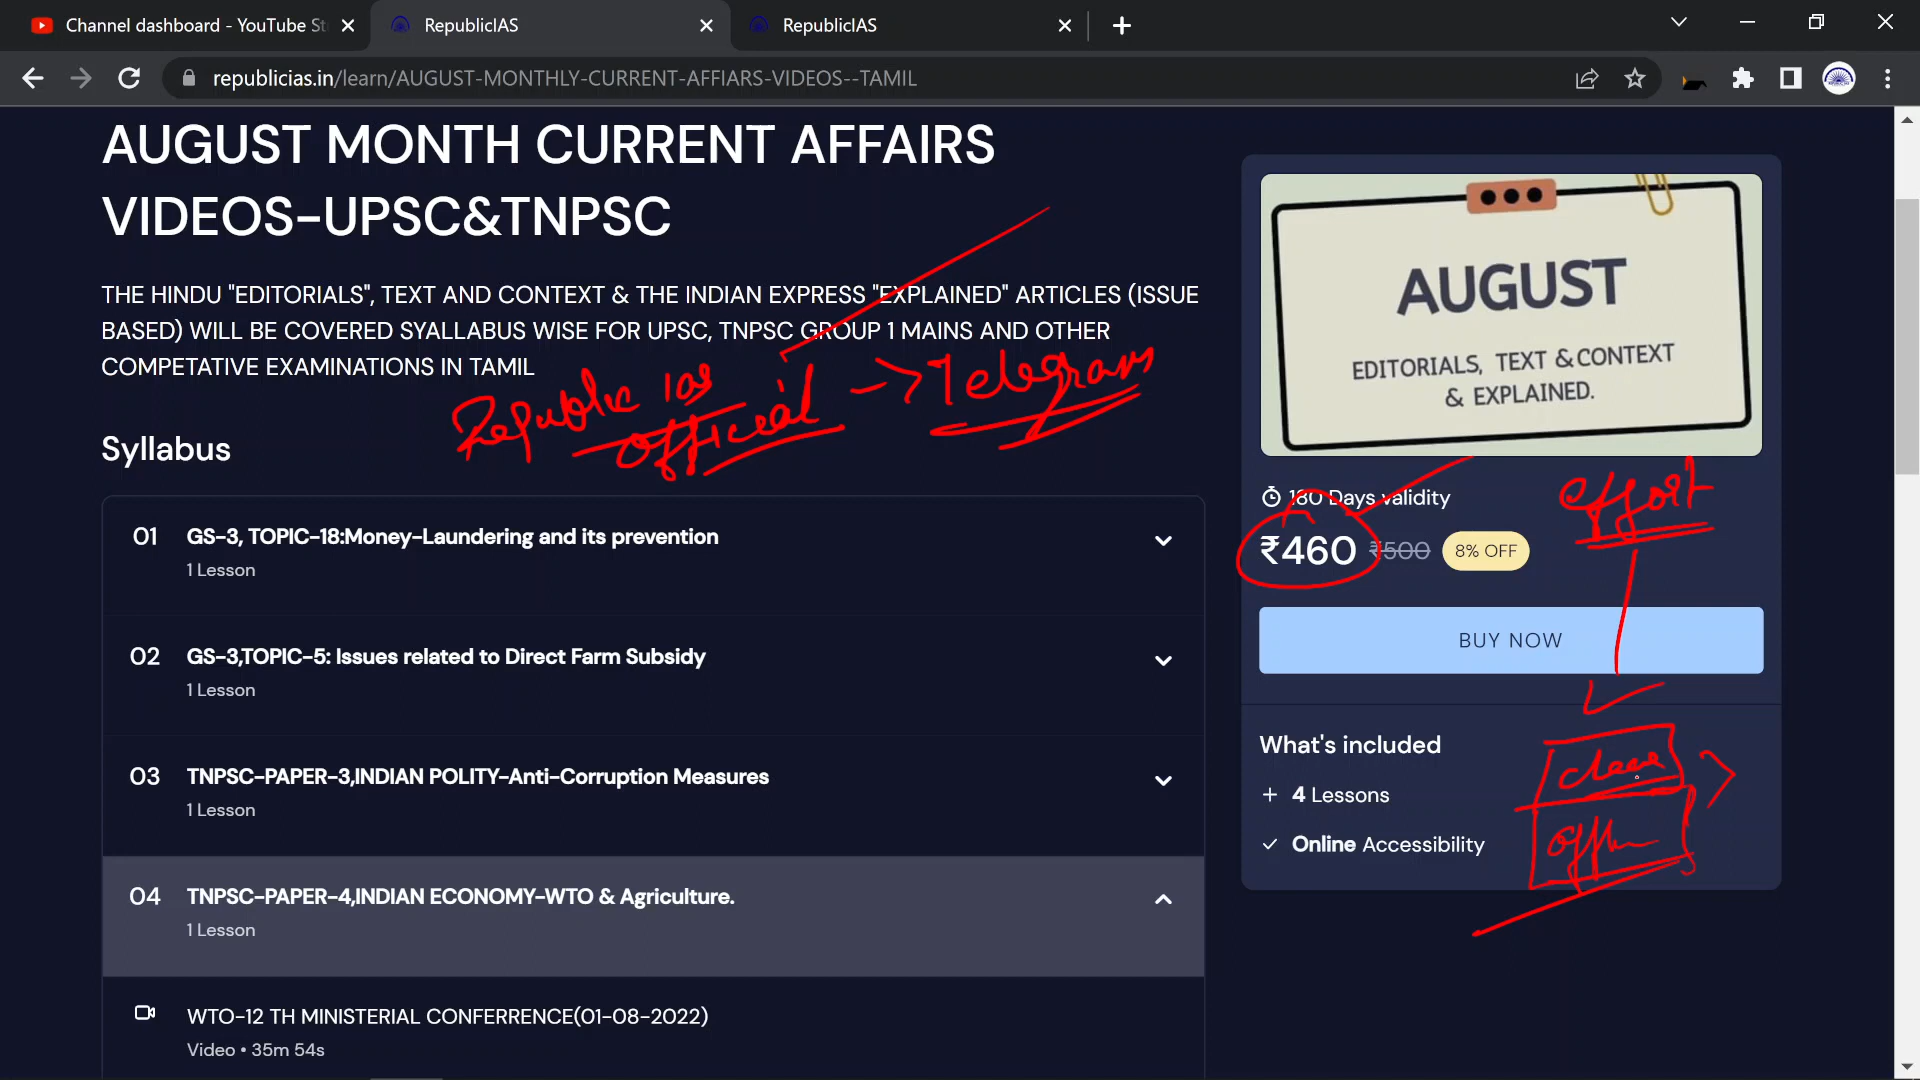 Channel dashboard - YouTube St
RepublicIAS
RepublicIAS
republicias.in/learn/AUGUST-MONTHLY-CURRENT-AFFIARS-VIDEOS--TAMIL
AUGUST MONTH CURRENT AFFAIRS
VIDEOS-UPSC&TNPSC
THE HINDU "EDITORIALS", TEXT AND CONTEXT & THE INDIAN EXPRESS "EXPLAINED" ARTICLES (ISSUE
BASED) WILL BE COVERED SYALLABUS WISE FOR UPSC, TNPSC GROUP 1 MAINS AND OTHER
COMPETATIVE EXAMINATIONS IN TAMIL
Republic ias
official -> Telegram
Syllabus
01 GS-3, TOPIC-18:Money-Laundering and its prevention
1 Lesson
02 GS-3,TOPIC-5: Issues related to Direct Farm Subsidy
1 Lesson
03 TNPSC-PAPER-3,INDIAN POLITY-Anti-Corruption Measures
1 Lesson
04 TNPSC-PAPER-4,INDIAN ECONOMY-WTO & Agriculture.
1 Lesson
WTO-12 TH MINISTERIAL CONFERRENCE(01-08-2022)
Video • 35m 54s
AUGUST
EDITORIALS, TEXT & CONTEXT
& EXPLAINED.
180 Days validity
effort
₹460 ₹500 8% OFF
BUY NOW
What's included
+ 4 Lessons
Online Accessibility